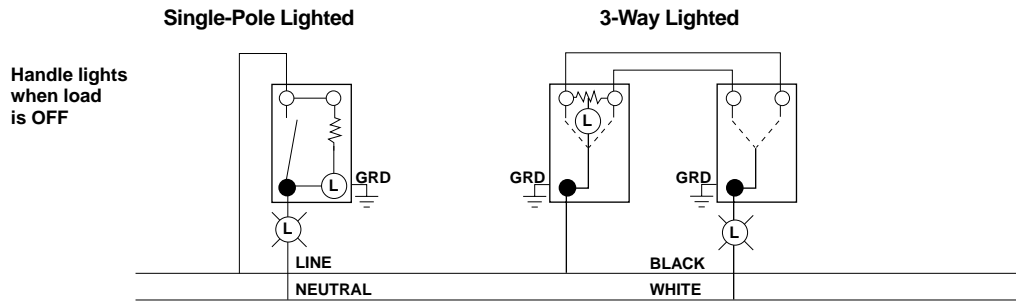 Single-Pole Lighted
3-Way Lighted
Handle lights
when load
is OFF
L
L
GRD
GRD
GRD
L
L
LINE
BLACK
NEUTRAL
WHITE